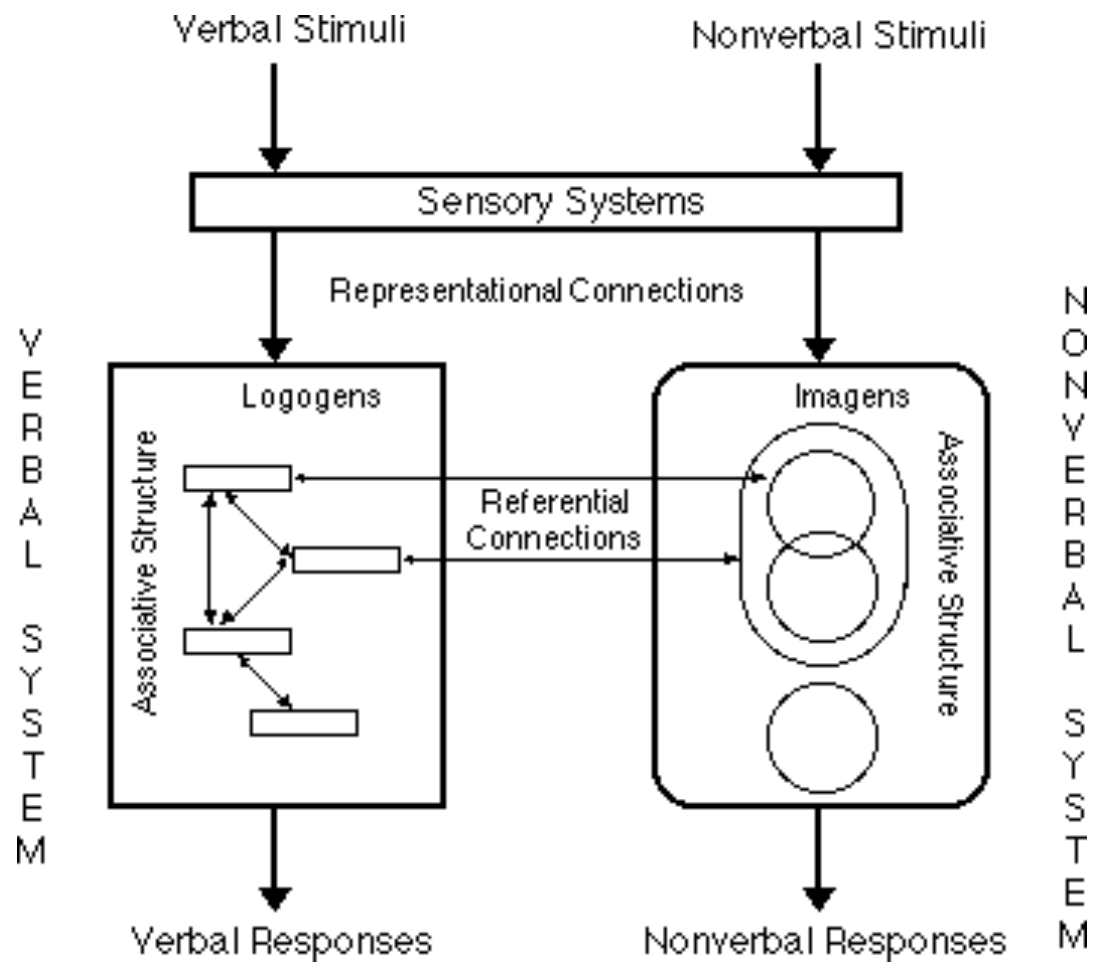 Verbal Stimuli
Nonverbal Stimuli
Sensory Systems
Representational Connections
VERBAL SYSTEM
Logogens
Associative Structure
Referential
Connections
Imagens
Associative Structure
NONVERBAL SYSTEM
Verbal Responses
Nonverbal Responses